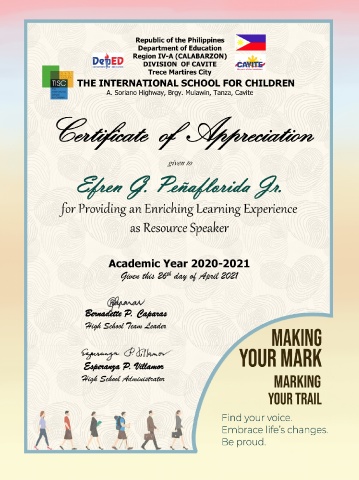 Republic of the Philippines
Department of Education
Region IV-A (CALABARZON)
DIVISION OF CAVITE
Trece Martires City
DepED
CAVITE
TISC
THE INTERNATIONAL SCHOOL FOR CHILDREN
A. Soriano Highway, Brgy. Mulawin, Tanza, Cavite
Certificate of Appreciation
given to
Efren G. Peñaflorida Jr.
for Providing an Enriching Learning Experience
as Resource Speaker
Academic Year 2020-2021
Given this 26th day of April 2021
Bernadette P. Caparas
High School Team Leader
Esperanza P. Villamor
Esperanza P. Villamor
High School Administrator
MAKING
YOUR MARK
MARKING
YOUR TRAIL
Find your voice.
Embrace life's changes.
Be proud.